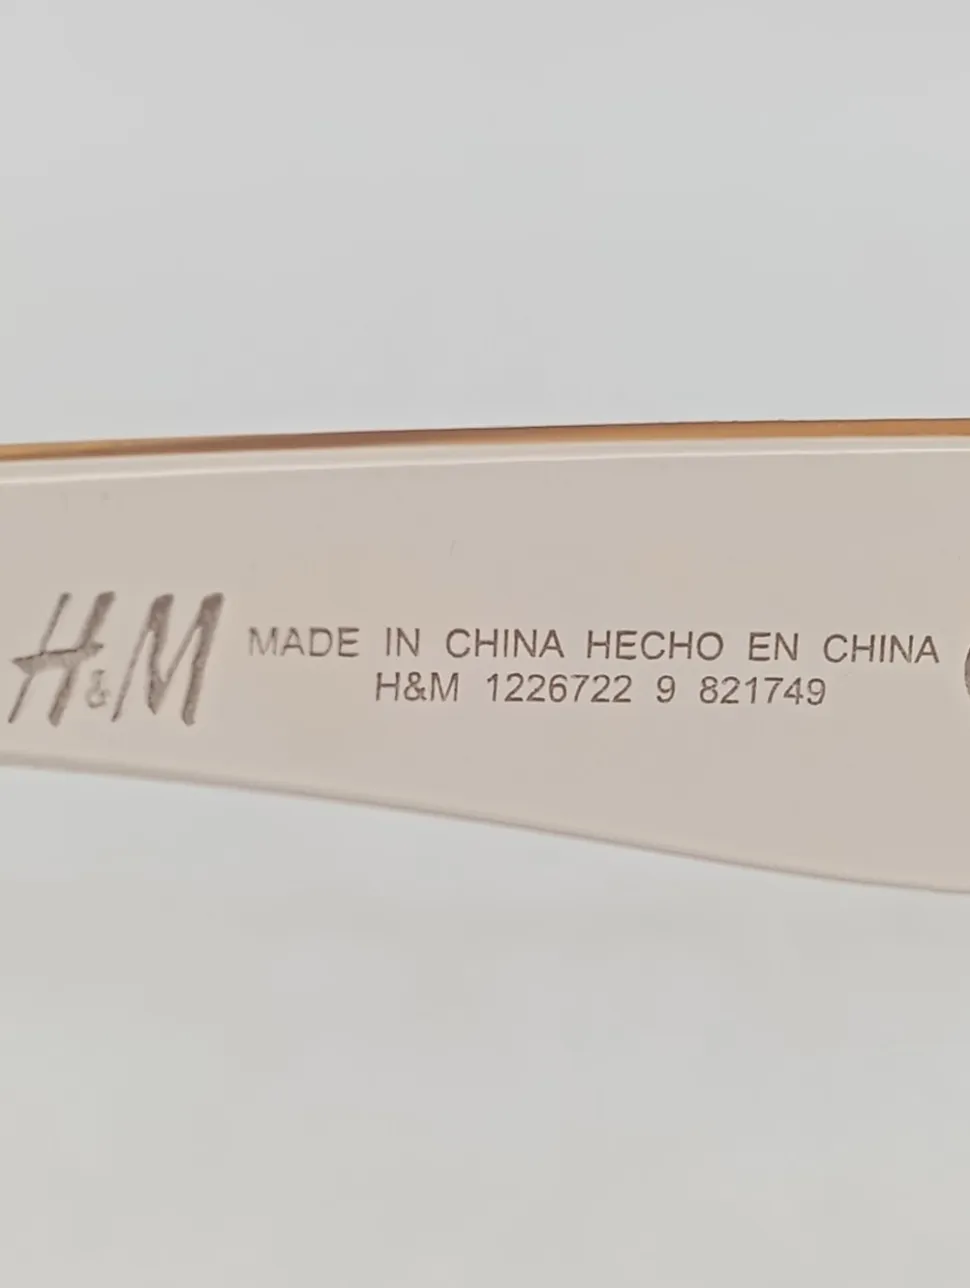 H&M
MADE IN CHINA HECHO EN CHINA
H&M 1226722 9 821749